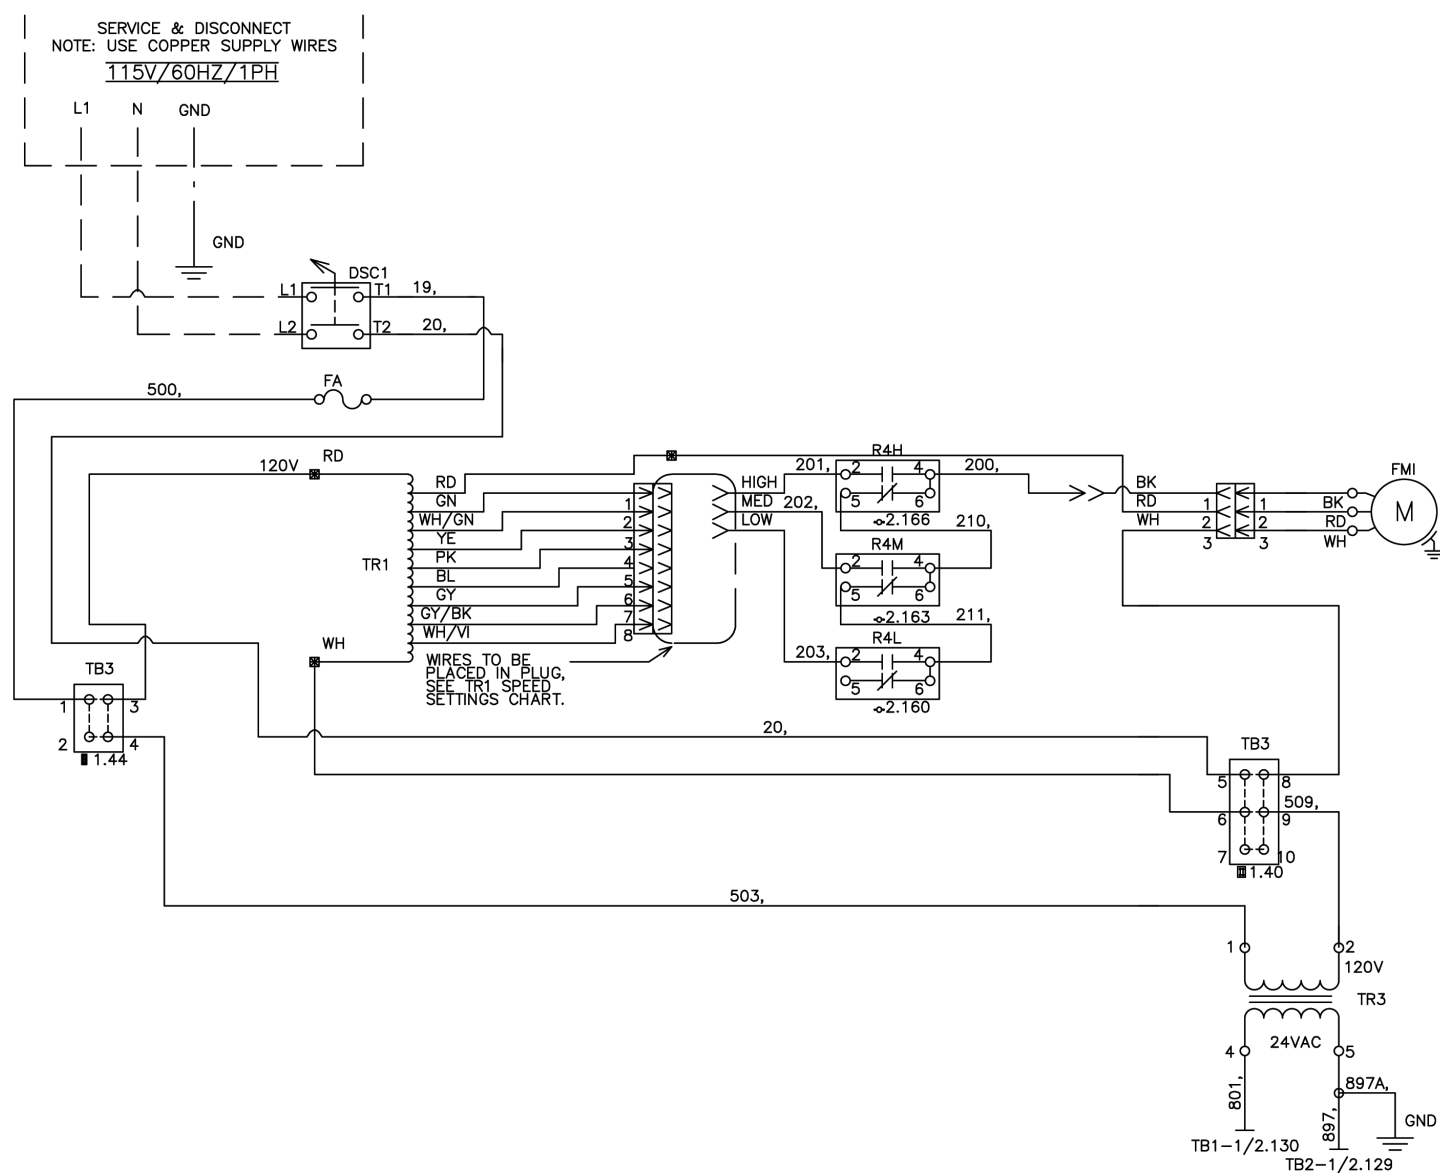 SERVICE & DISCONNECT
NOTE: USE COPPER SUPPLY WIRES
115V/60HZ/1PH
L1 N GND
GND
DSC1
L1 T1 19,
L2 T2 20,
FA
500,
RD
120V
TR1
WH
RD
GN
WH/GN
YE
PK
BL
GY
GY/BK
WH/VI
1
2
3
4
5
6
7
8
WIRES TO BE
PLACED IN PLUG,
SEE TR1 SPEED
SETTINGS CHART.
HIGH
MED
LOW
201,
202,
203,
R4H
2 4
5 6
2.166
200,
210,
R4M
2 4
5 6
2.163
211,
R4L
2 4
5 6
2.160
BK
RD
WH
1
2
3
1
2
3
BK
RD
WH
FM1
M
TB3
1 3
2 4
1.44
20,
TB3
5 8
6 9
7 10
1.40
509,
503,
1 2
120V
TR3
24VAC
4 5
801,
897A,
897,
GND
TB1-1/2.130
TB2-1/2.129